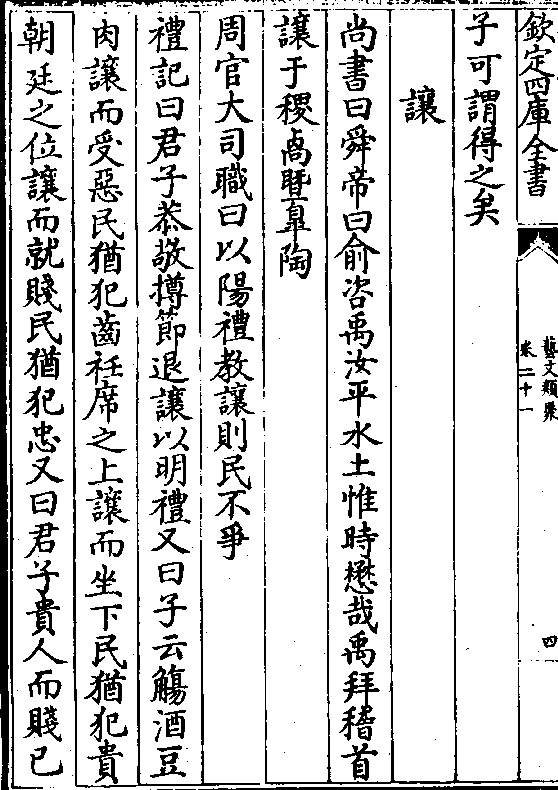 欽定四庫全書
藝文類聚
卷二十一
四
子可謂得之矣
讓
尚書曰舜帝曰俞咨禹汝平水土惟時懋哉禹拜稽首
讓于稷卨暨臯陶
周官大司職曰以陽禮教讓則民不爭
禮記曰君子恭敬撙節退讓以明禮又曰子云觴酒豆
肉讓而受惡民猶犯齒衽席之上讓而坐下民猶犯貴
朝廷之位讓而就賤民猶犯忠又曰君子貴人而賤已